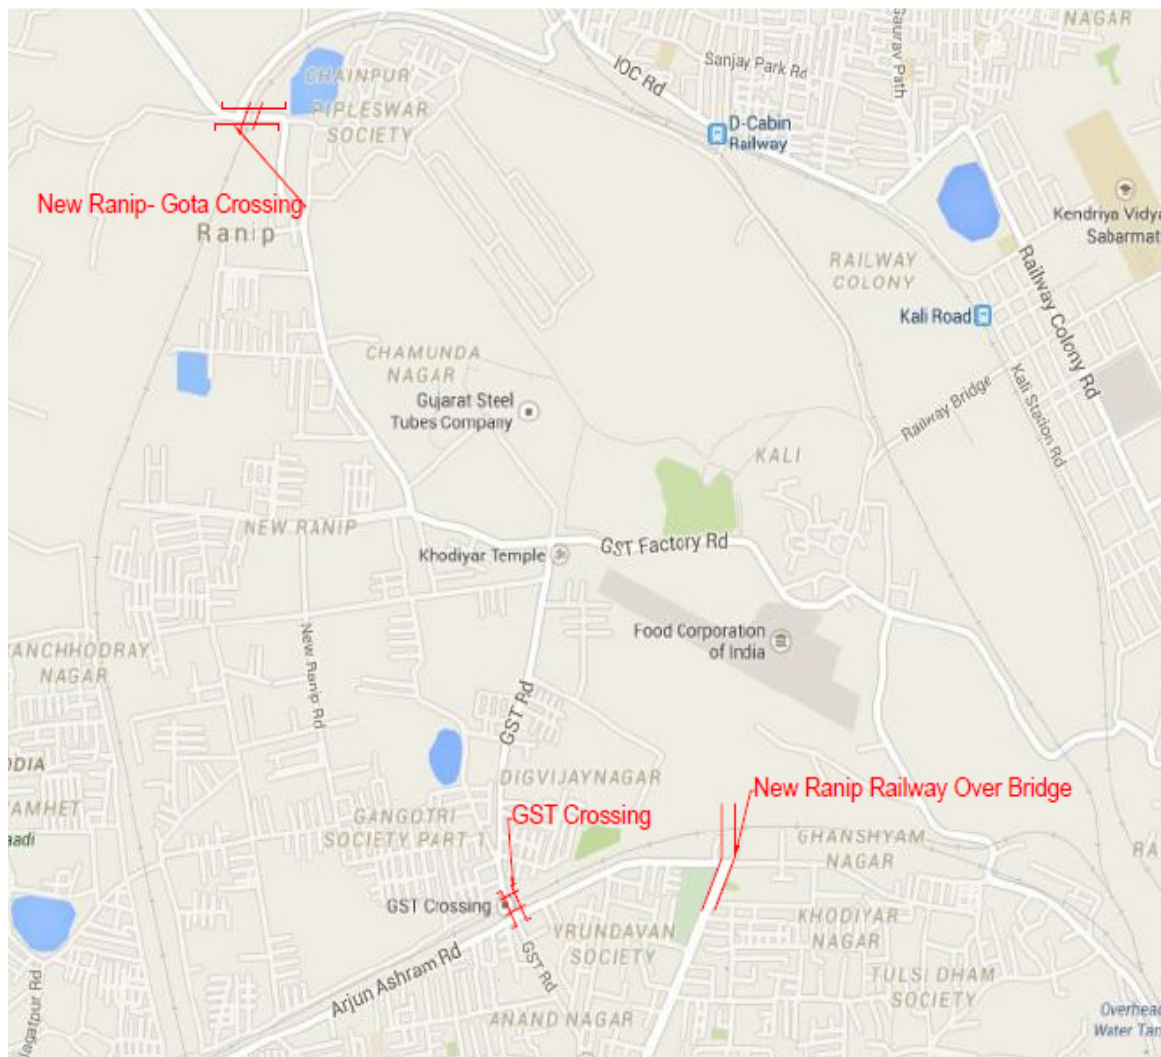 NAGAR
Gaurav Path
Sanjay Park Rd
IOC Rd
CHAINPUR
PIPLESWAR
SOCIETY
D-Cabin
Railway
Kendriya Vidya
Sabarmat
New Ranip- Gota Crossing
Ranip
RAILWAY
COLONY
Railway Colony Rd
Kali Road
CHAMUNDA
NAGAR
Gujarat Steel
Tubes Company
Railway Bridge
Kali Station Rd
KALI
NEW RANIP
Khodiyar Temple
GST Factory Rd
Food Corporation
of India
ANCHHODRAY
NAGAR
New Ranip Rd
GST Rd
ODIA
AMHET
aadi
DIGVIJAYNAGAR
New Ranip Railway Over Bridge
GANGOTRI
SOCIETY PART 1
GST Crossing
GHANSHYAM
NAGAR
RA
GST Crossing
VRUNDAVAN
SOCIETY
KHODIYAR
NAGAR
Arjun Ashram Rd
GST Rd
TULSI DHAM
SOCIETY
ANAND NAGAR
Overhead
Water Tan